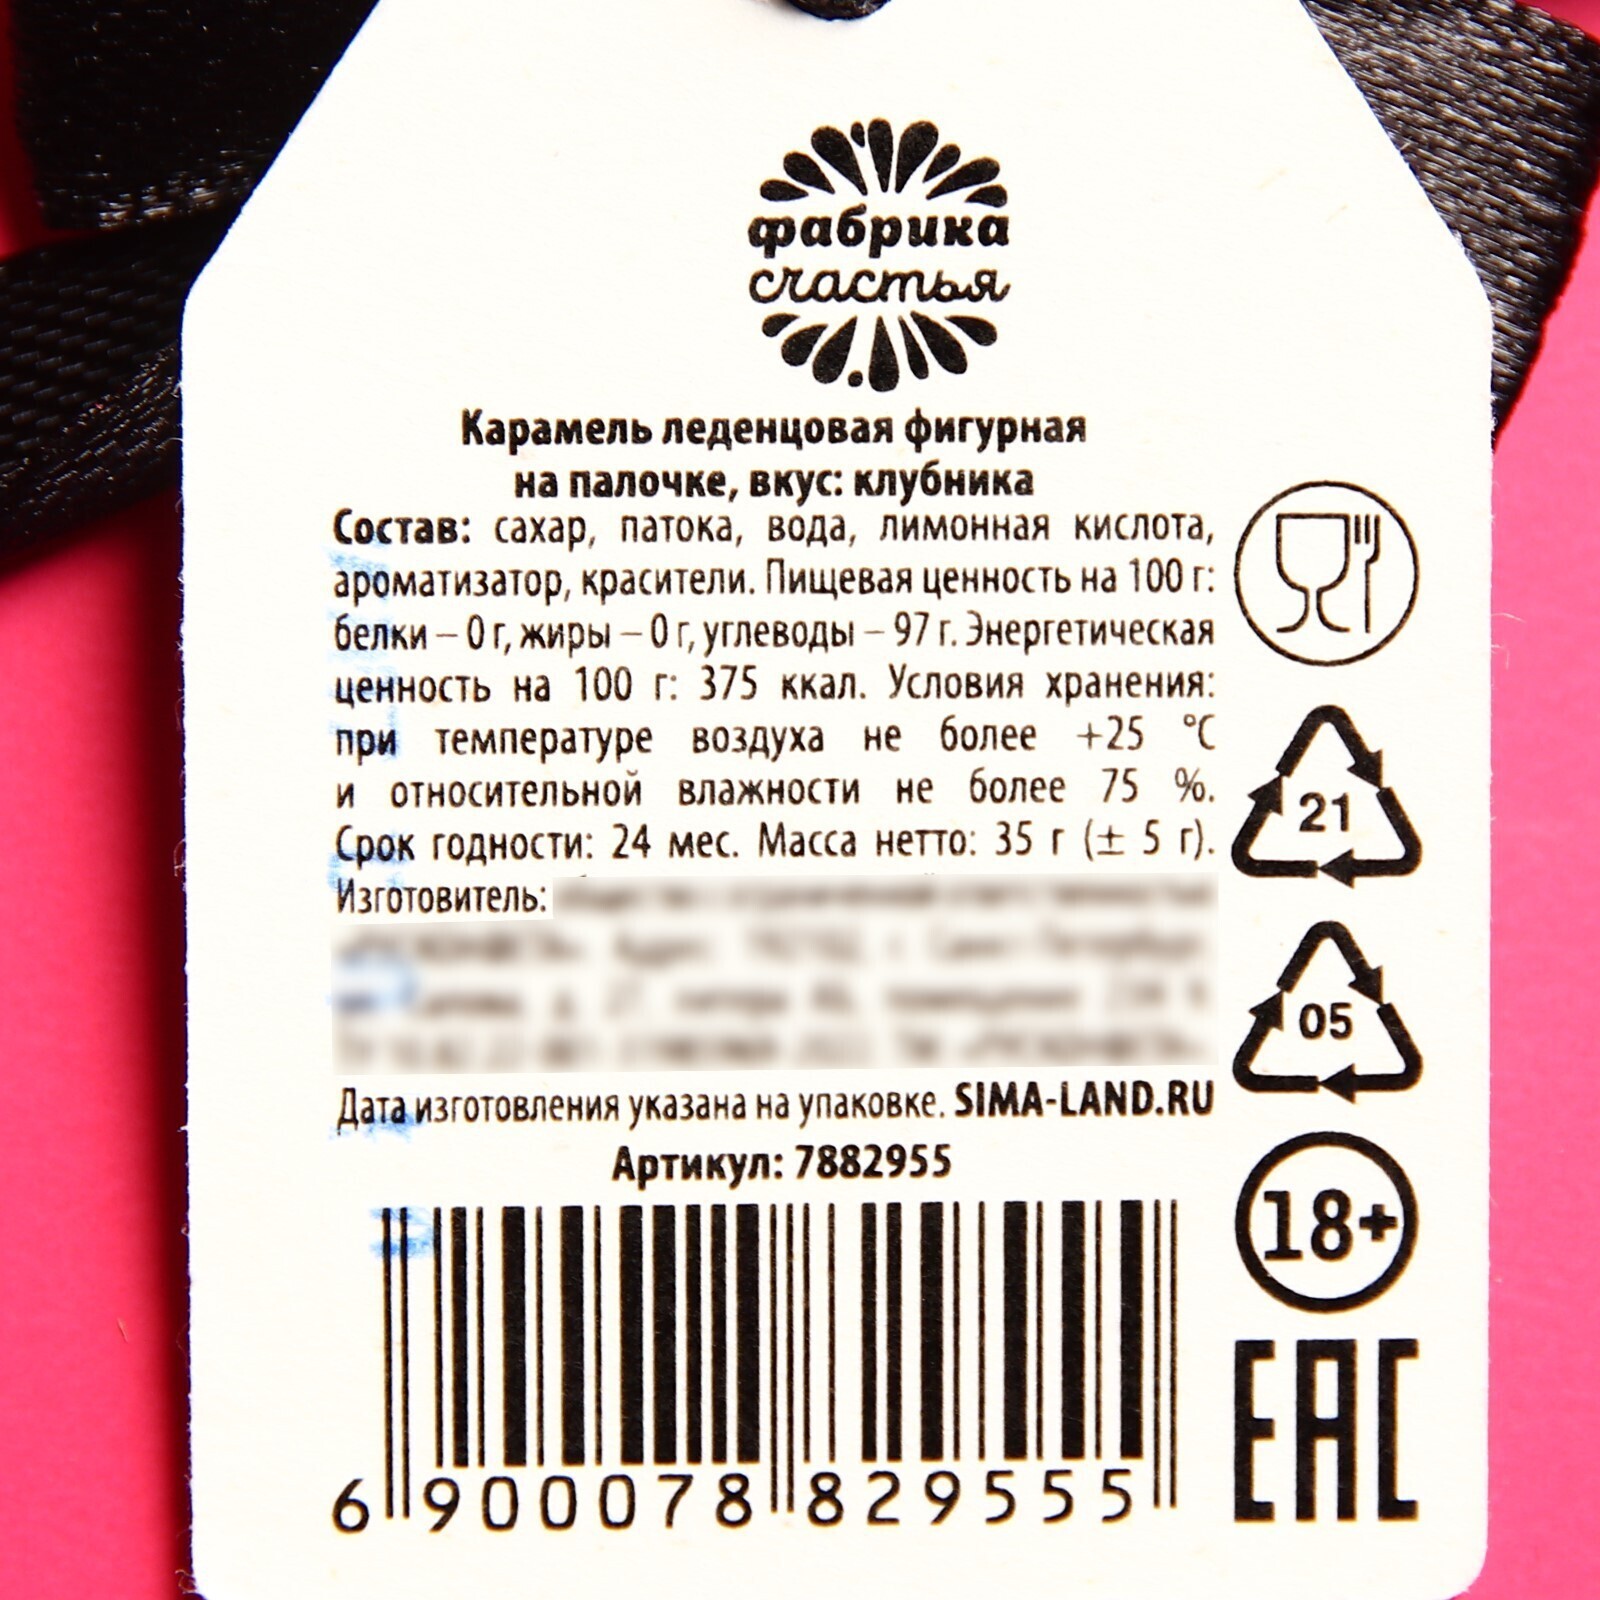 фабрика
счастья
Карамель леденцовая фигурная
на палочке, вкус: клубника
Состав: сахар, патока, вода, лимонная кислота,
ароматизатор, красители. Пищевая ценность на 100 г:
белки – 0 г, жиры – 0 г, углеводы – 97 г. Энергетическая
ценность на 100 г: 375 ккал. Условия хранения:
при температуре воздуха не более +25 °С
и относительной влажности не более 75 %.
Срок годности: 24 мес. Масса нетто: 35 г (± 5 г).
Изготовитель:
Дата изготовления указана на упаковке. SIMA-LAND.RU
Артикул: 7882955
6 900078 829555
21
05
18+
EAC